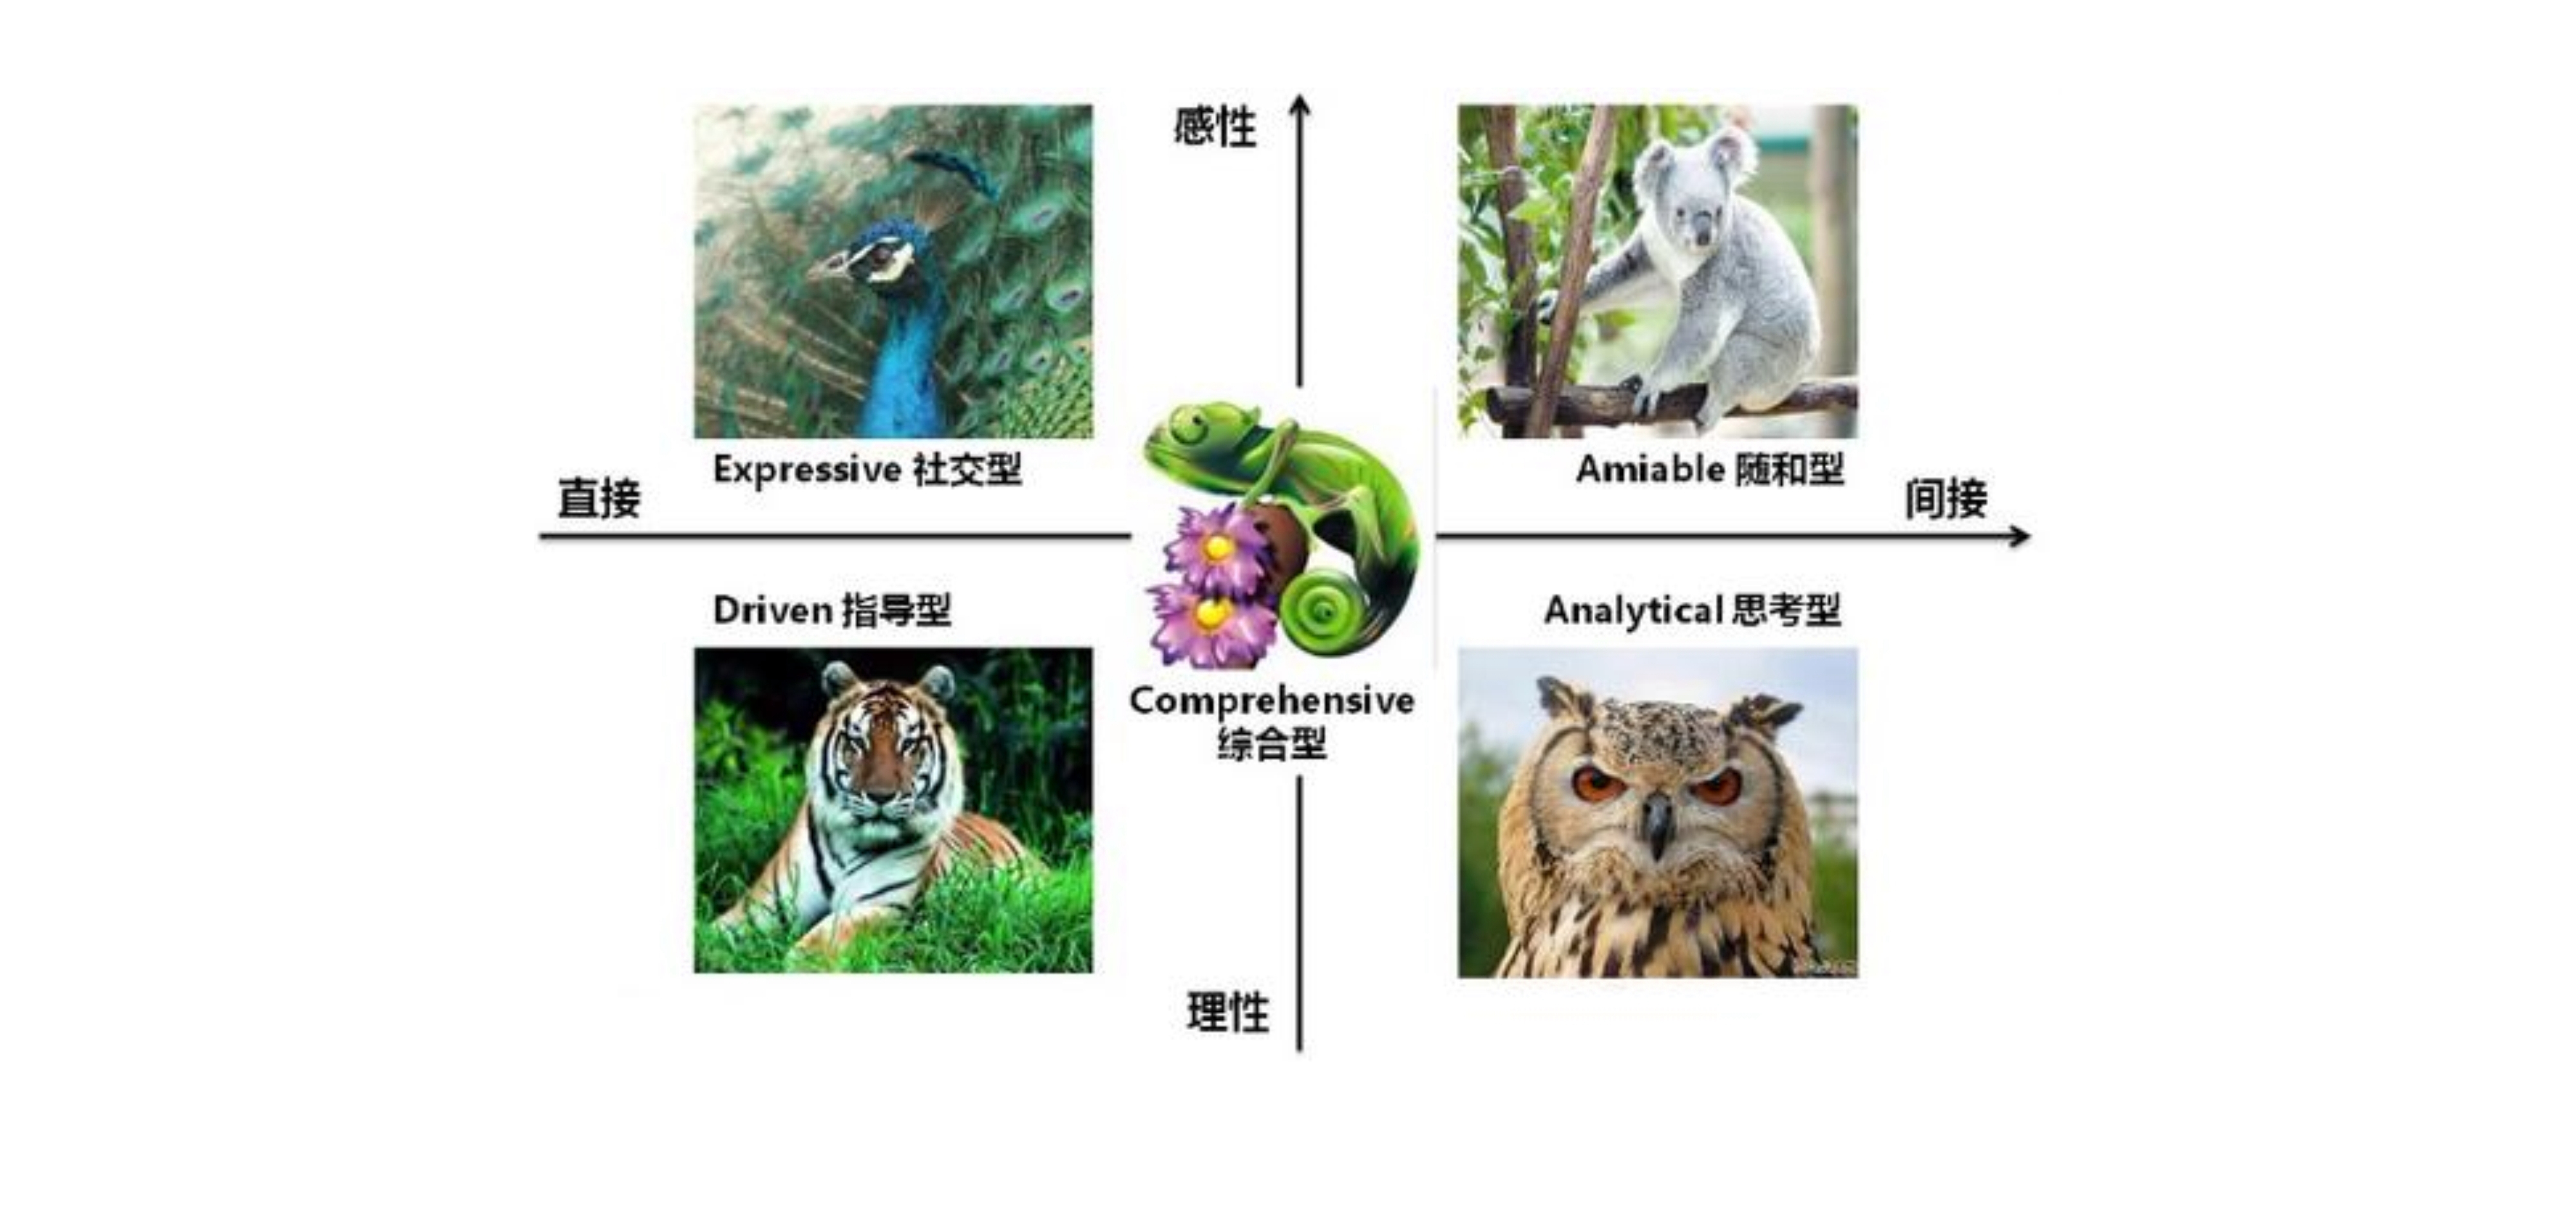 感性
Expressive 社交型
Amiable 随和型
直接
间接
Driven 指导型
Analytical 思考型
Comprehensive
综合型
理性